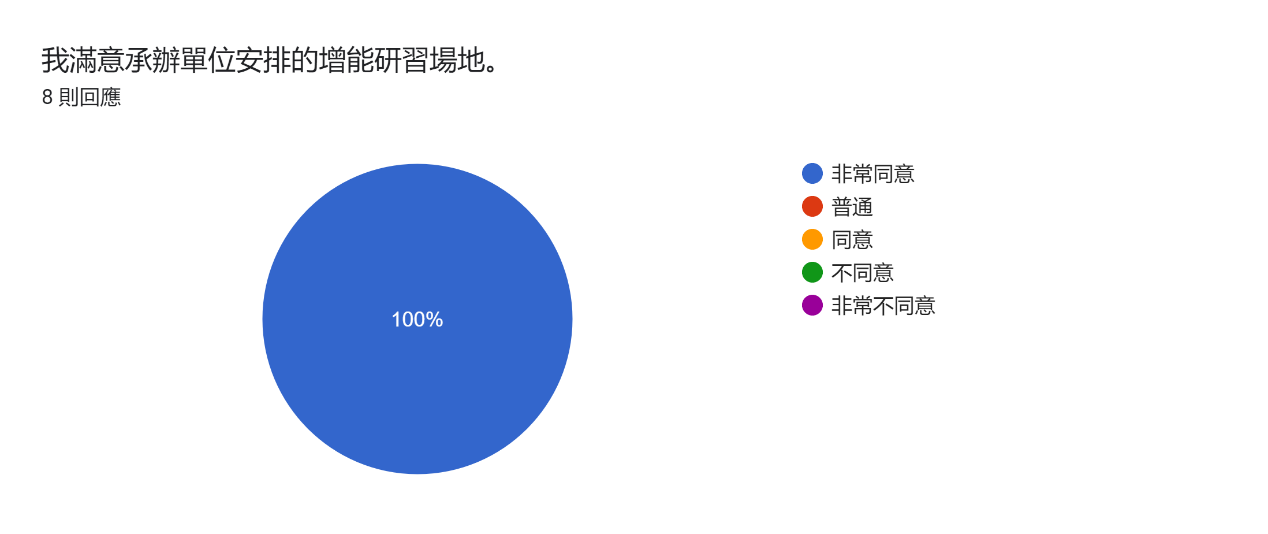 我滿意承辦單位安排的增能研習場地。
8 則回應
100%
非常同意
普通
同意
不同意
非常不同意